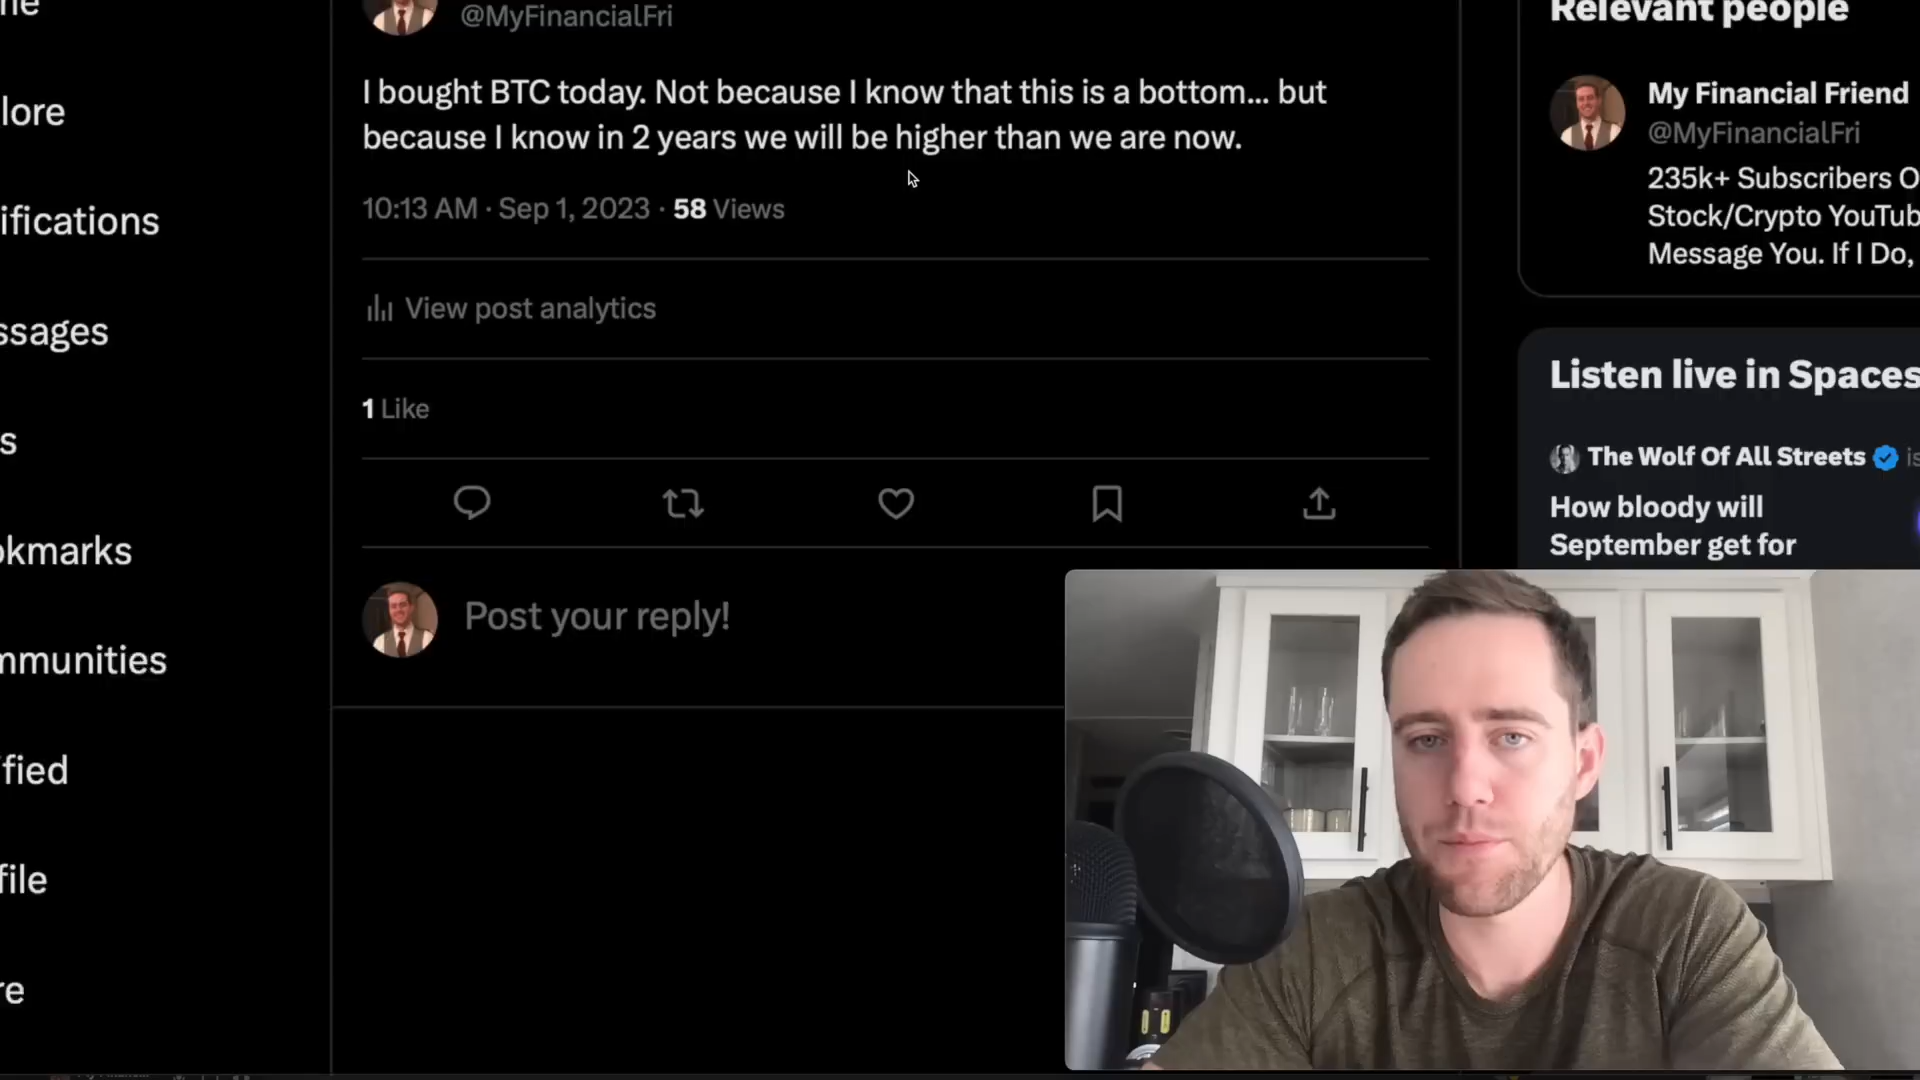 @MyFinancialFri
I bought BTC today. Not because I know that this is a bottom... but
because I know in 2 years we will be higher than we are now.
10:13 AM · Sep 1, 2023 · 58 Views
View post analytics
1 Like
Post your reply!
lore
ifications
ssages
s
okmarks
mmunities
fied
file
re
Relevant people
My Financial Friend
@MyFinancialFri
235k+ Subscribers O
Stock/Crypto YouTub
Message You. If I Do,
Listen live in Spaces
The Wolf Of All Streets is
How bloody will
September get for